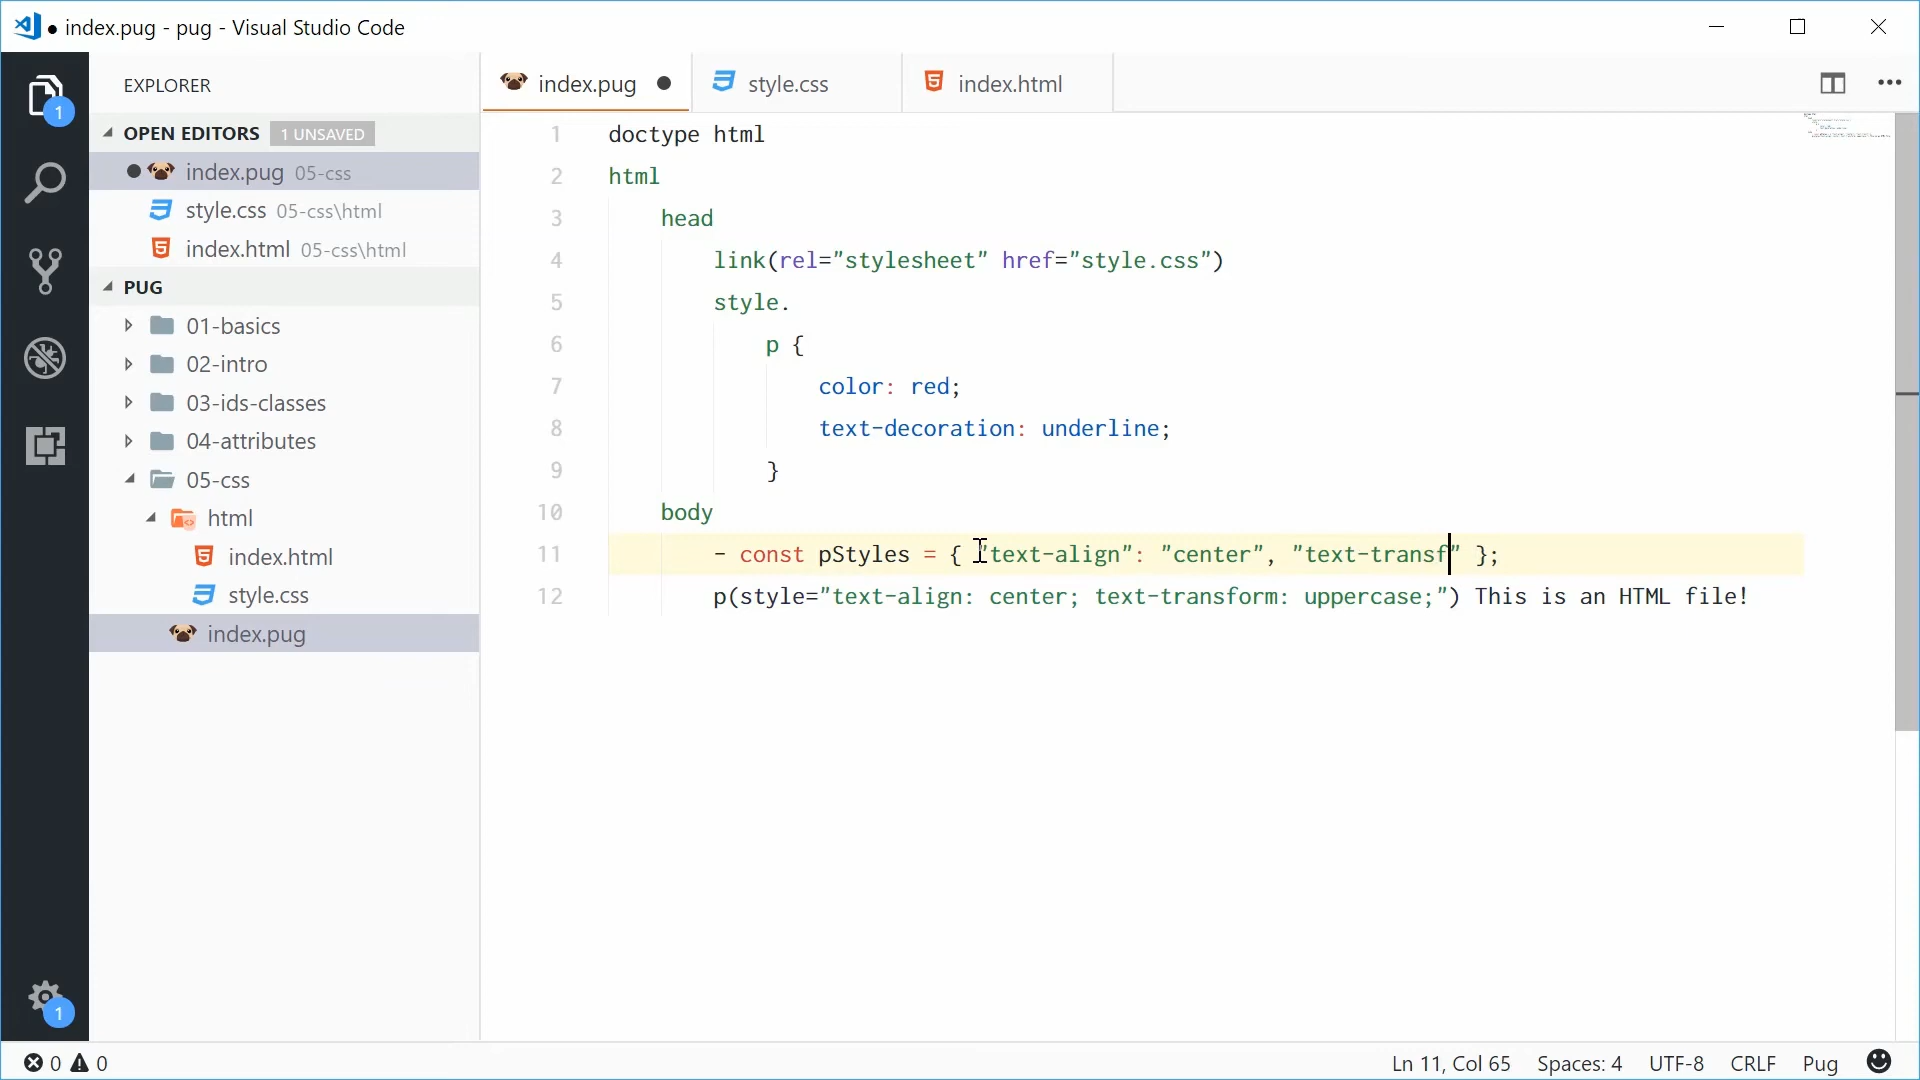 ● index.pug - pug - Visual Studio Code
EXPLORER
OPEN EDITORS 1 UNSAVED
index.pug 05-css
style.css 05-css\html
index.html 05-css\html
PUG
01-basics
02-intro
03-ids-classes
04-attributes
05-css
html
index.html
style.css
index.pug
1
1
index.pug ● style.css index.html
1 doctype html
2 html
3 head
4 link(rel="stylesheet" href="style.css")
5 style.
6 p {
7 color: red;
8 text-decoration: underline;
9 }
10 body
11 - const pStyles = { "text-align": "center", "text-transf" };
12 p(style="text-align: center; text-transform: uppercase;") This is an HTML file!
0 0 Ln 11, Col 65 Spaces: 4 UTF-8 CRLF Pug